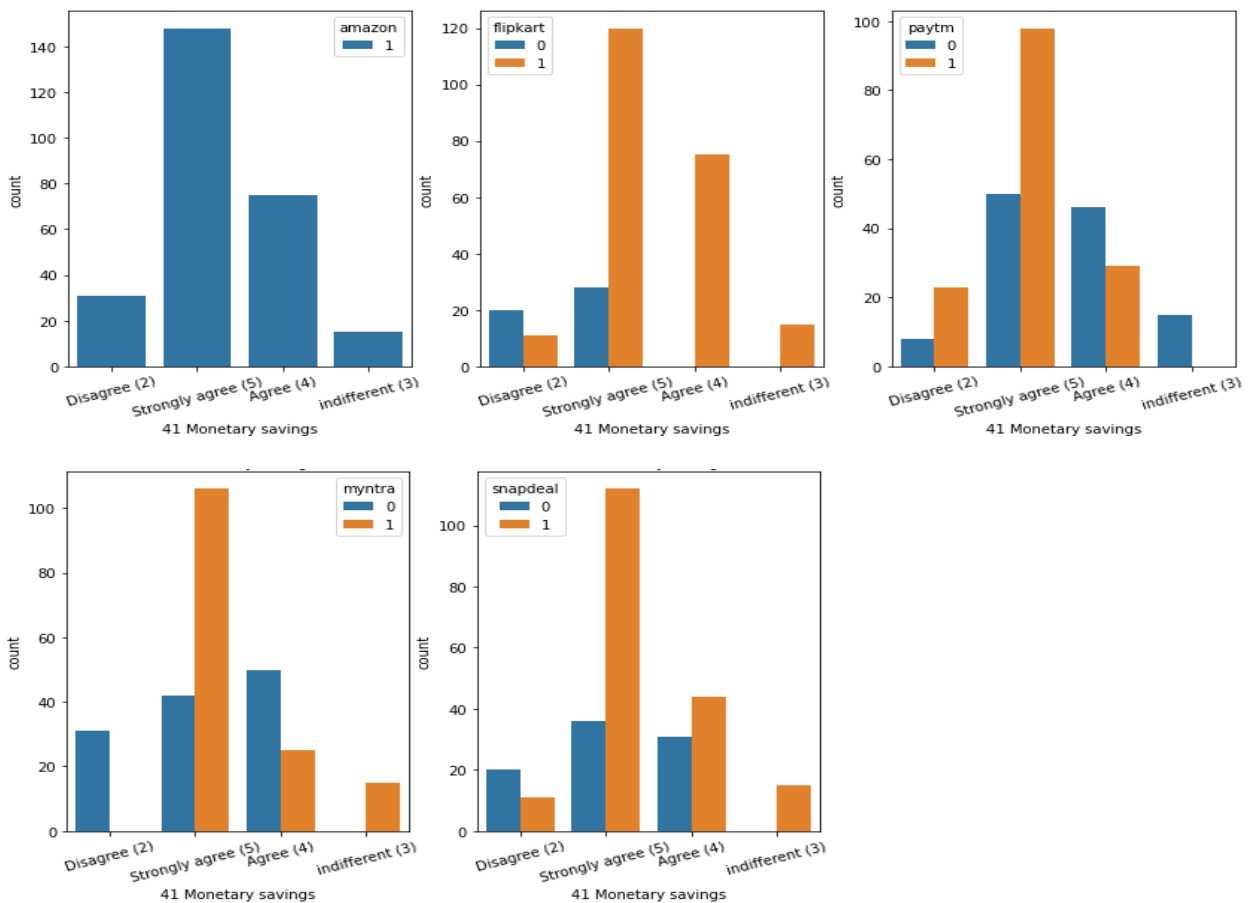 amazon
1
140
120
100
80
60
40
20
0
count
Disagree (2)
Strongly agree (5)
Agree (4)
indifferent (3)
41 Monetary savings
flipkart
0
1
120
100
80
60
40
20
0
count
Disagree (2)
Strongly agree (5)
Agree (4)
indifferent (3)
41 Monetary savings
paytm
0
1
100
80
60
40
20
0
count
Disagree (2)
Strongly agree (5)
Agree (4)
indifferent (3)
41 Monetary savings
myntra
0
1
100
80
60
40
20
0
count
Disagree (2)
Strongly agree (5)
Agree (4)
indifferent (3)
41 Monetary savings
snapdeal
0
1
100
80
60
40
20
0
count
Disagree (2)
Strongly agree (5)
Agree (4)
indifferent (3)
41 Monetary savings